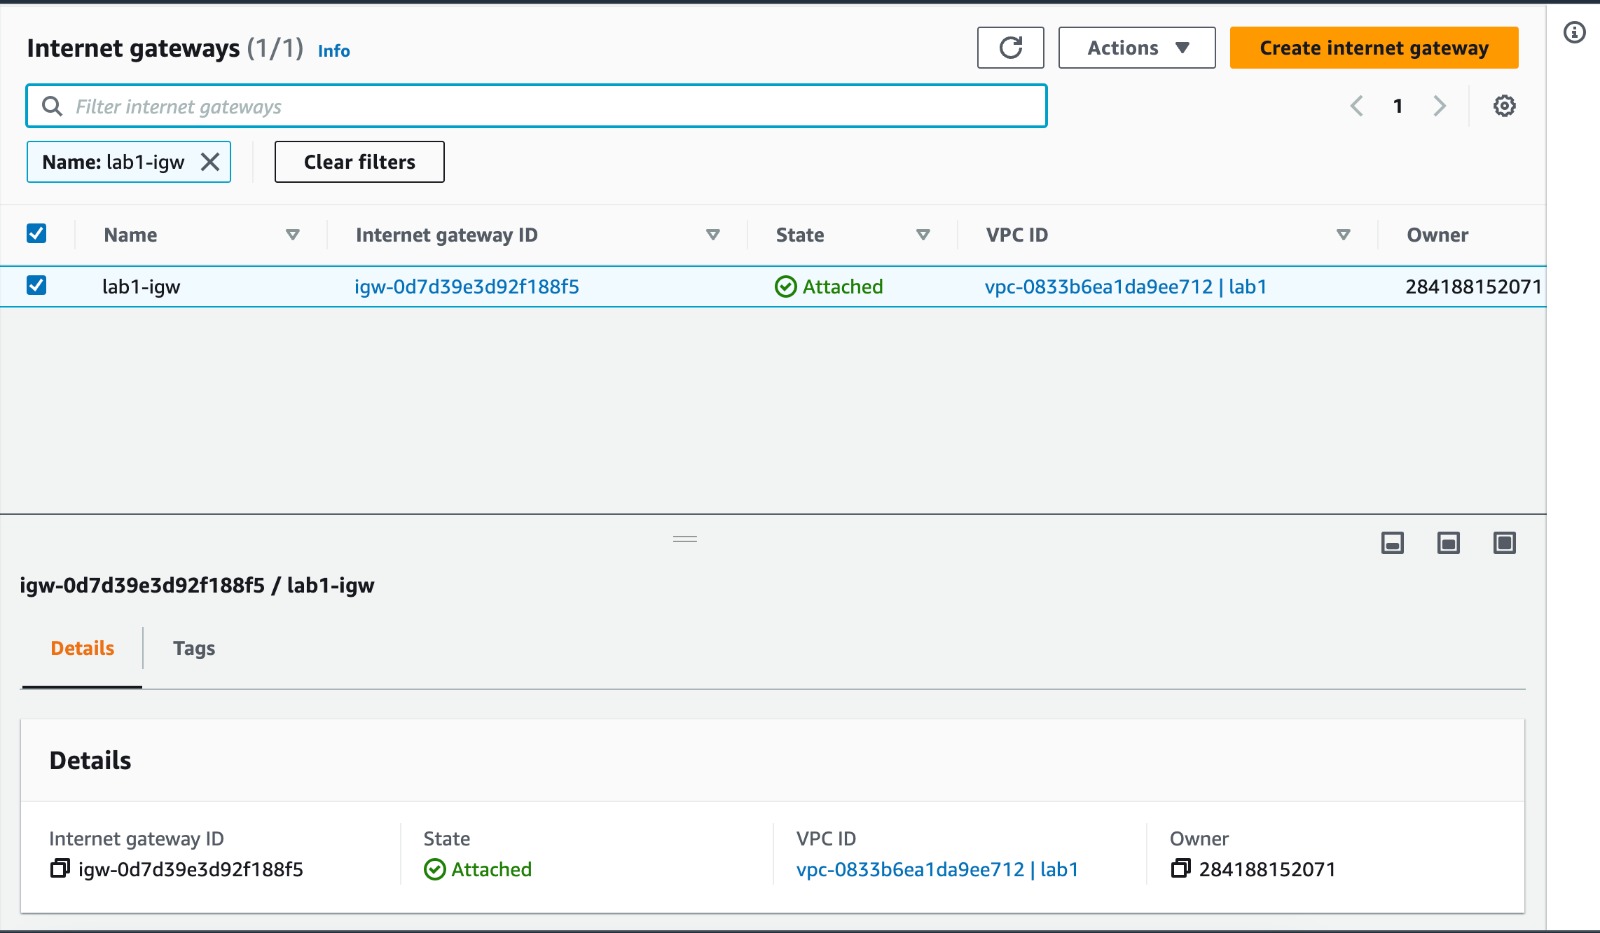 Internet gateways (1/1) Info
Actions
Create internet gateway
Filter internet gateways
1
Name: lab1-igw
Clear filters
Name Internet gateway ID State VPC ID Owner
lab1-igw igw-0d7d39e3d92f188f5 Attached vpc-0833b6ea1da9ee712 | lab1 284188152071
igw-0d7d39e3d92f188f5 / lab1-igw
Details Tags
Details
Internet gateway ID State VPC ID Owner
igw-0d7d39e3d92f188f5 Attached vpc-0833b6ea1da9ee712 | lab1 284188152071